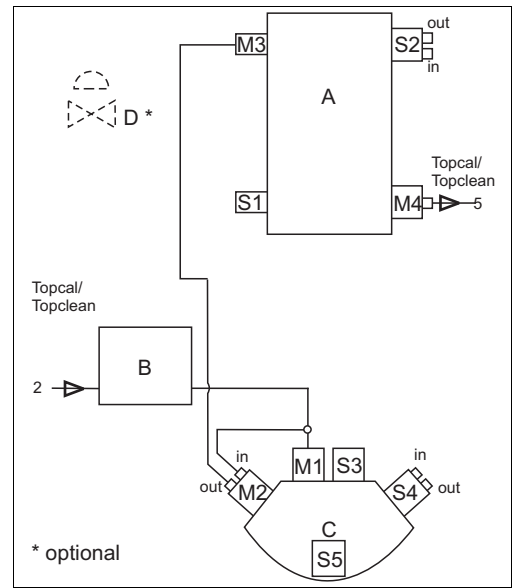 out
M3
S2
in
A
D *
Topcal/
Topclean
S1
M4
5
Topcal/
Topclean
B
2
in
M1
S3
in
out
M2
S4
out
C
S5
* optional